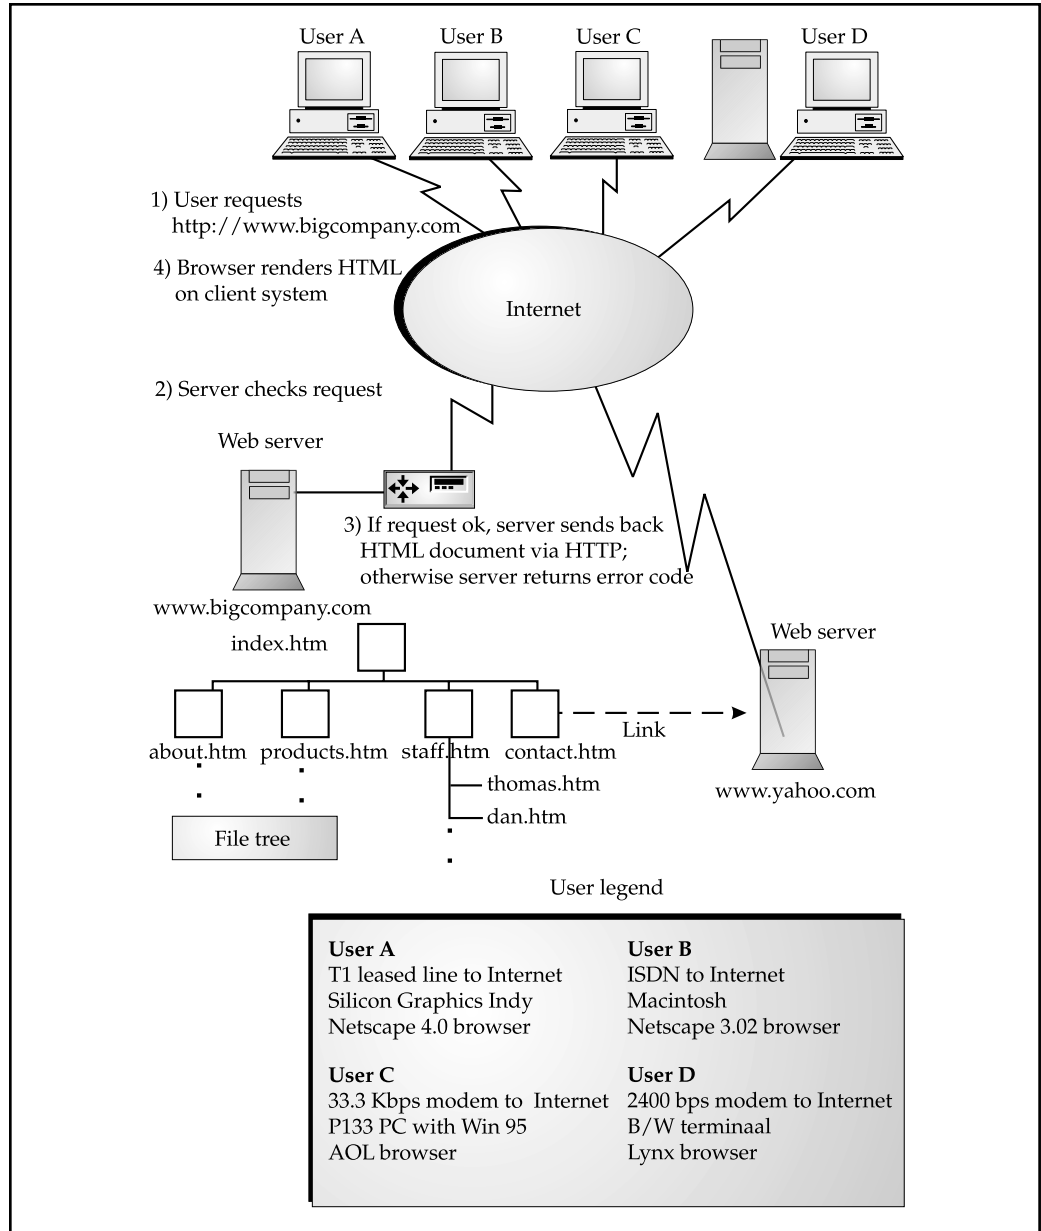 User A
User B
User C
User D
1) User requests
http://www.bigcompany.com
4) Browser renders HTML
on client system
Internet
2) Server checks request
Web server
3) If request ok, server sends back
HTML document via HTTP;
otherwise server returns error code
www.bigcompany.com
index.htm
Web server
about.htm
products.htm
staff.htm
contact.htm
Link
thomas.htm
dan.htm
www.yahoo.com
File tree
User legend
User A
T1 leased line to Internet
Silicon Graphics Indy
Netscape 4.0 browser
User B
ISDN to Internet
Macintosh
Netscape 3.02 browser
User C
33.3 Kbps modem to Internet
P133 PC with Win 95
AOL browser
User D
2400 bps modem to Internet
B/W terminaal
Lynx browser